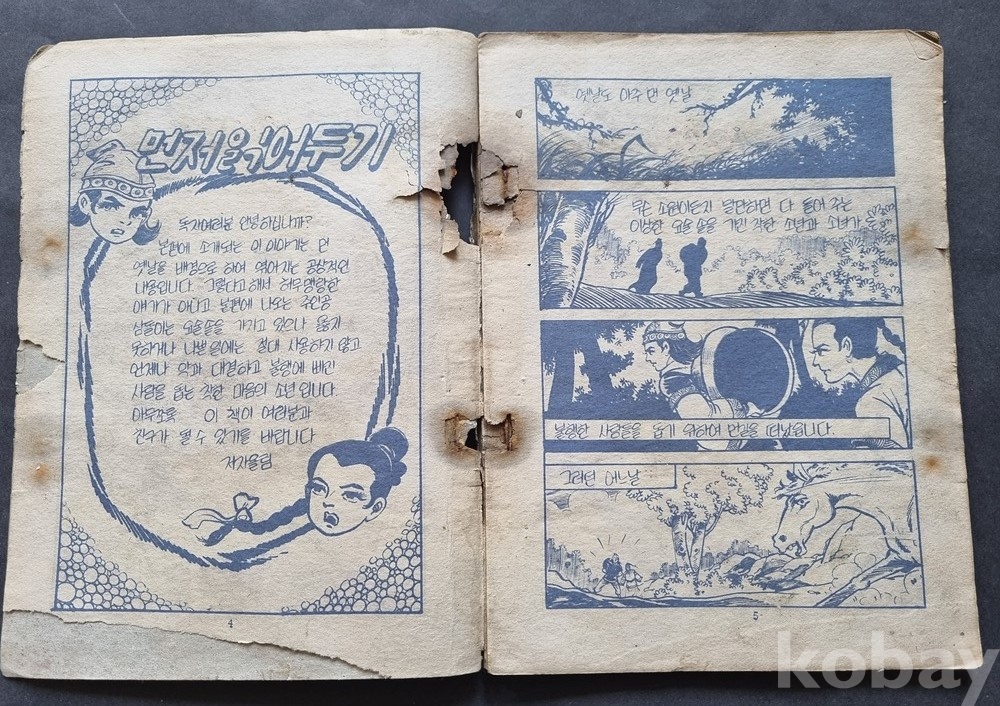 먼저 읽어두기
독자여러분 안녕하십니까?
본편에 소개되는 이 이야기는 먼
옛날을 배경으로 하여 엮어지는 공상적인
내용입니다 그렇다고 해서 허무맹랑한
얘기가 아니고 본편에 나오는 주인공
삼돌이는 요술솥을 가지고 있으나 옳지
못하거나 나쁜일에는 절대 사용하지 않고
언제나 악과 대결하고 불행에 빠진
사람을 돕는 착한 마음의 소년입니다
아무쪼록 이 책이 여러분과
친구가 될 수 있기를 바랍니다
저자올림
4
옛날도 아주 먼 옛날
무슨 소원이든지 말만하면 다 들어 주는
이상한 요술 솥을 가진 착한 소년과 소녀가
불행한 사람들을 돕기 위하여 먼길을 떠났습니다.
그러던 어느날
5
kobay